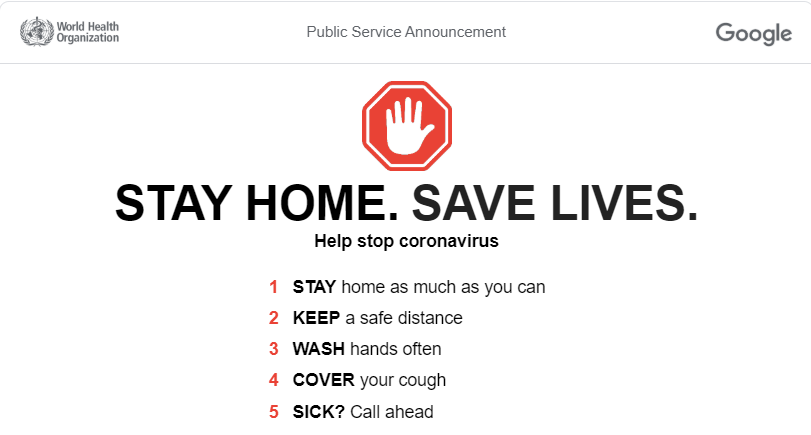 World Health
Organization
Public Service Announcement
Google
STAY HOME. SAVE LIVES.
Help stop coronavirus
1 STAY home as much as you can
2 KEEP a safe distance
3 WASH hands often
4 COVER your cough
5 SICK? Call ahead